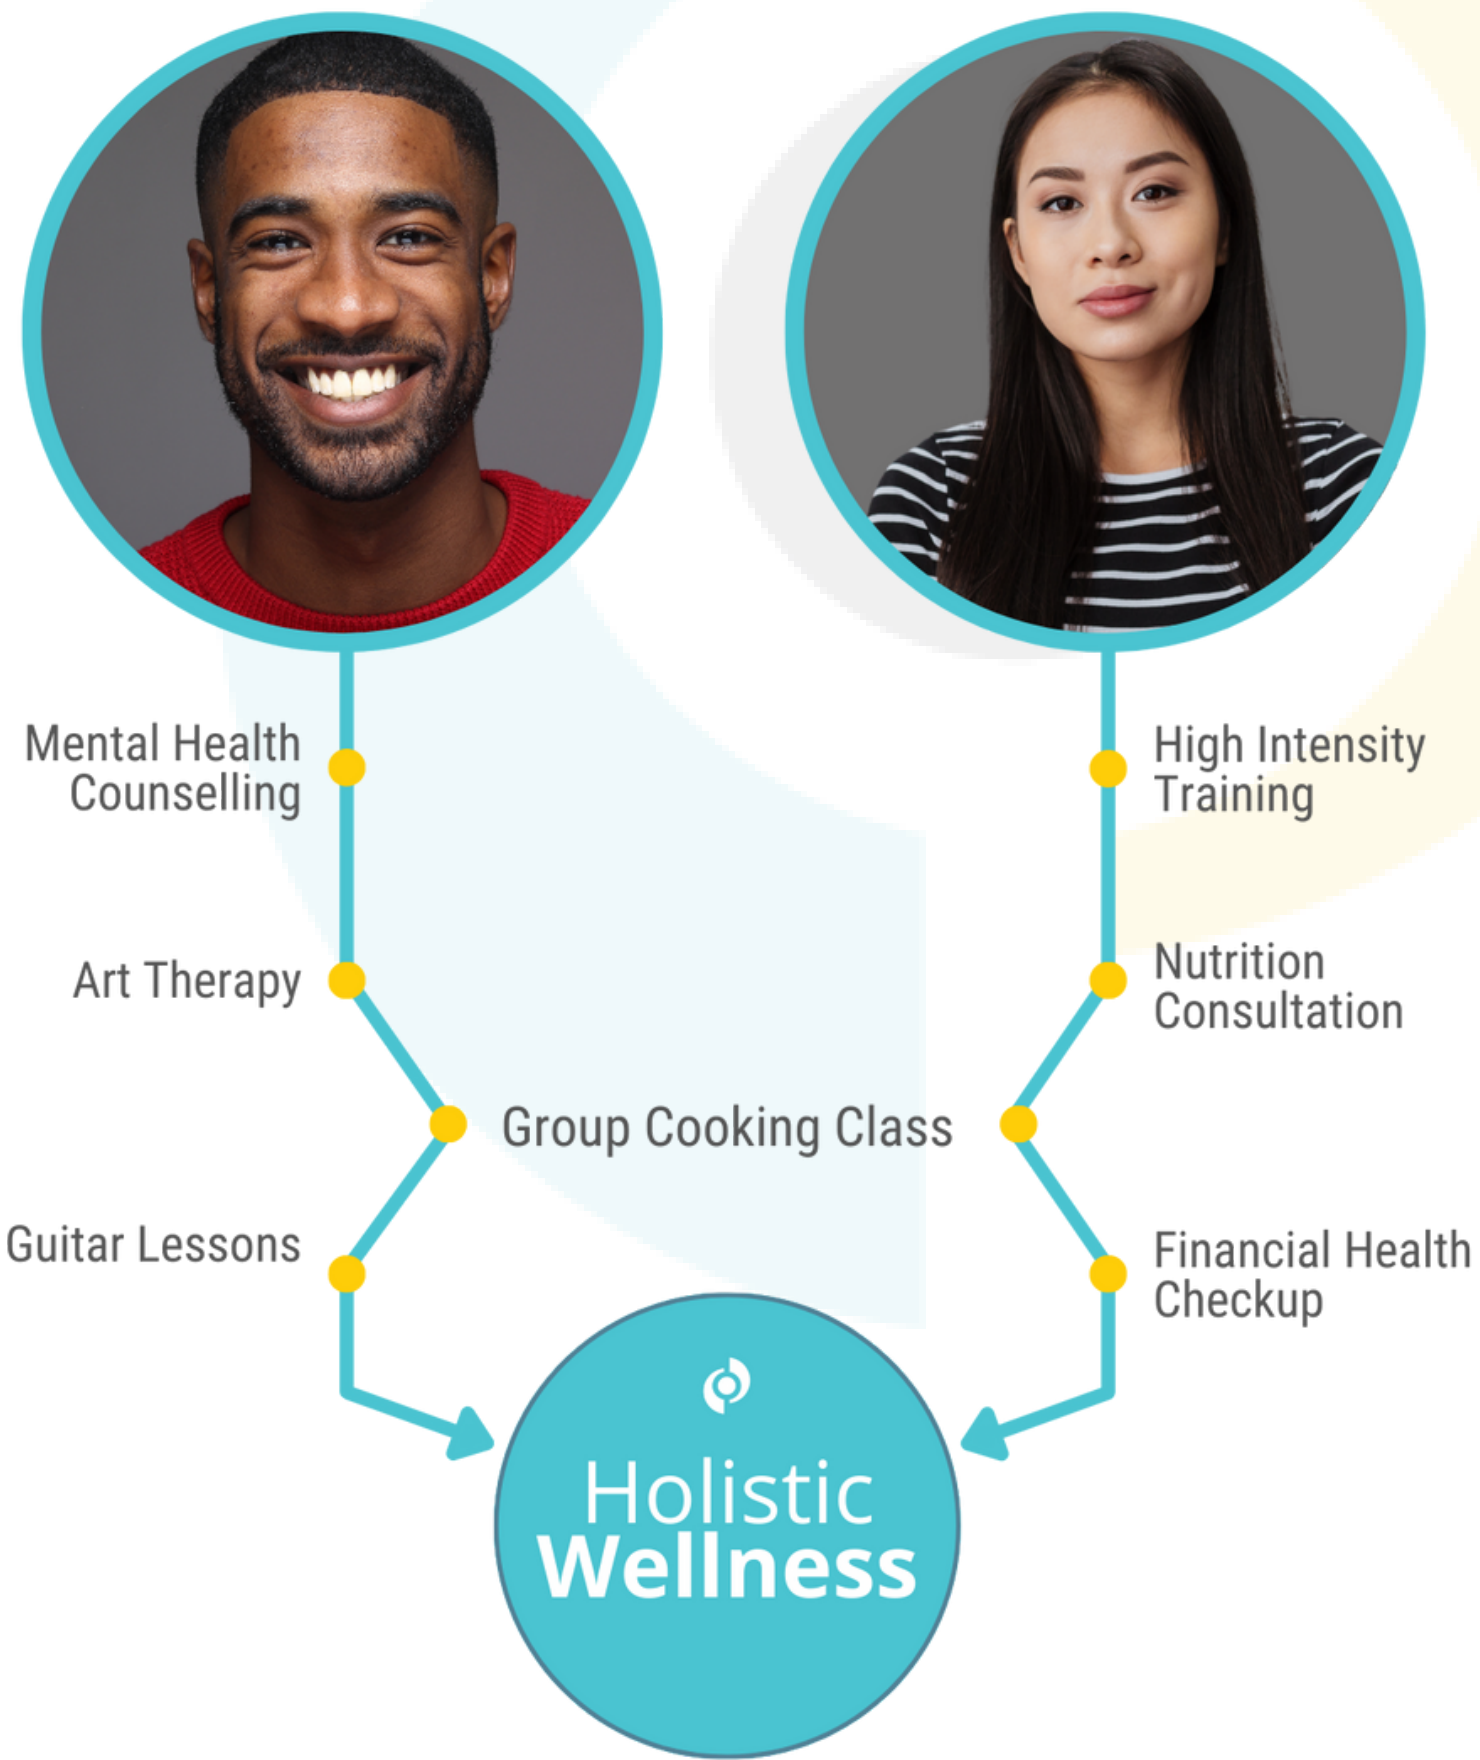 Mental Health
Counselling
High Intensity
Training
Art Therapy
Nutrition
Consultation
Group Cooking Class
Guitar Lessons
Financial Health
Checkup
Holistic
Wellness